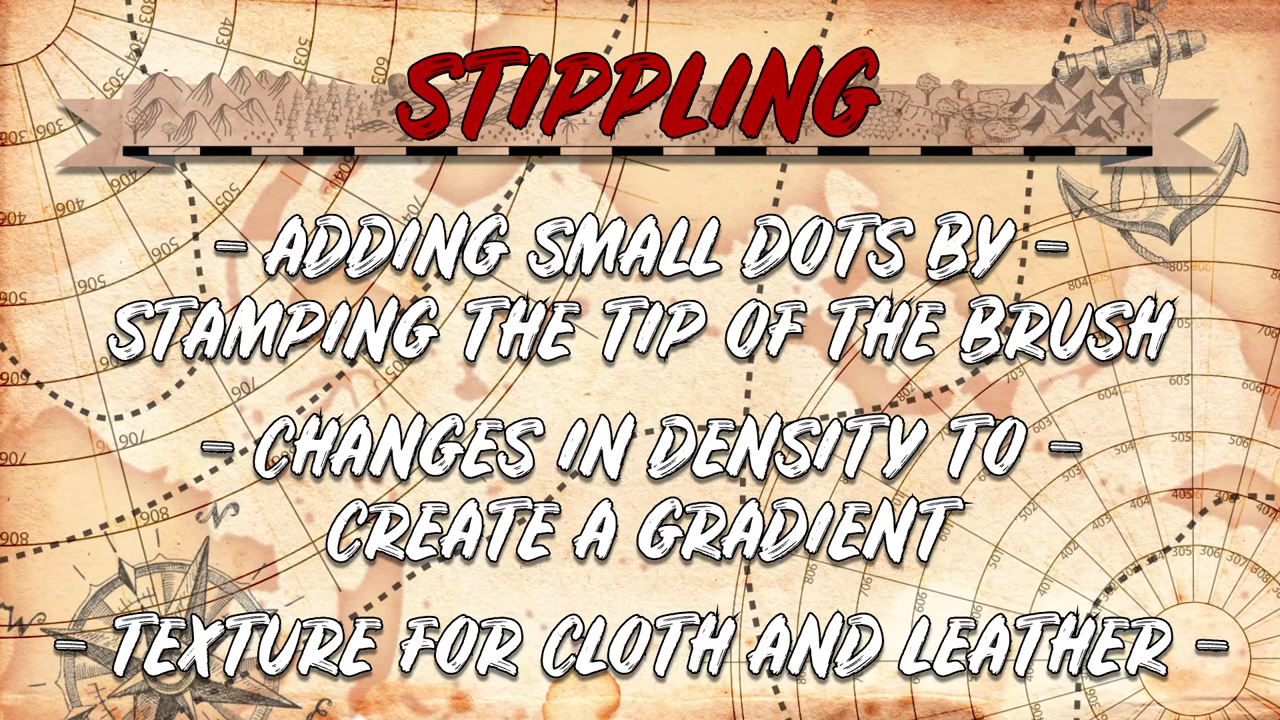 STIPPLING
- ADDING SMALL DOTS BY -
STAMPING THE TIP OF THE BRUSH
- CHANGES IN DENSITY TO -
CREATE A GRADIENT
- TEXTURE FOR CLOTH AND LEATHER -